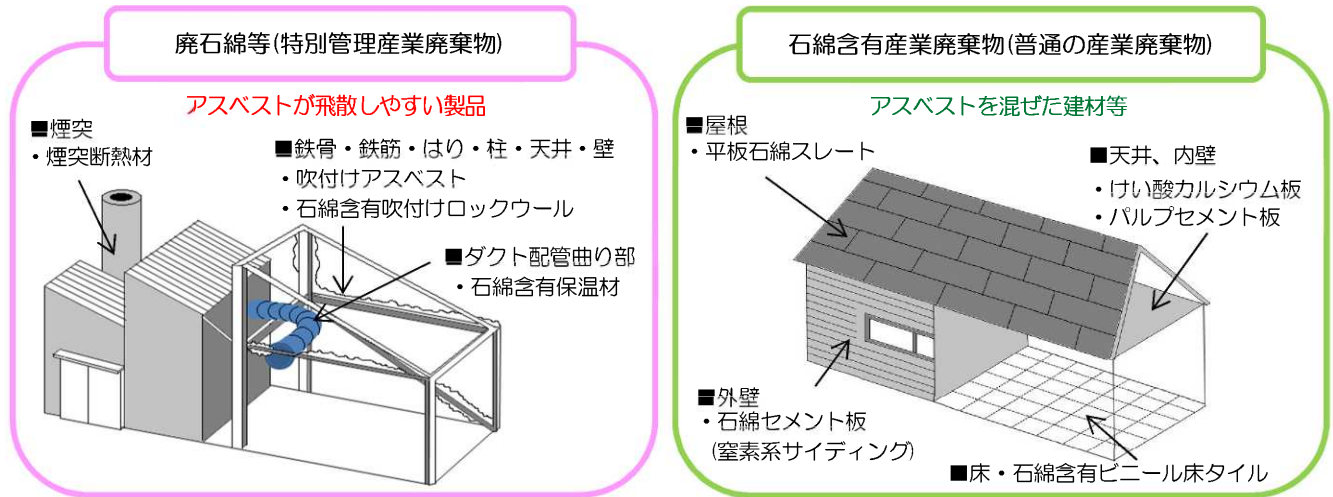 廃石綿等(特別管理産業廃棄物)
アスベストが飛散しやすい製品
■煙突
・煙突断熱材
■鉄骨・鉄筋・はり・柱・天井・壁
・吹付けアスベスト
・石綿含有吹付けロックウール
■ダクト配管曲り部
・石綿含有保温材
石綿含有産業廃棄物(普通の産業廃棄物)
アスベストを混ぜた建材等
■屋根
・平板石綿スレート
■天井、内壁
・けい酸カルシウム板
・パルプセメント板
■外壁
・石綿セメント板
(窒素系サイディング)
■床・石綿含有ビニール床タイル